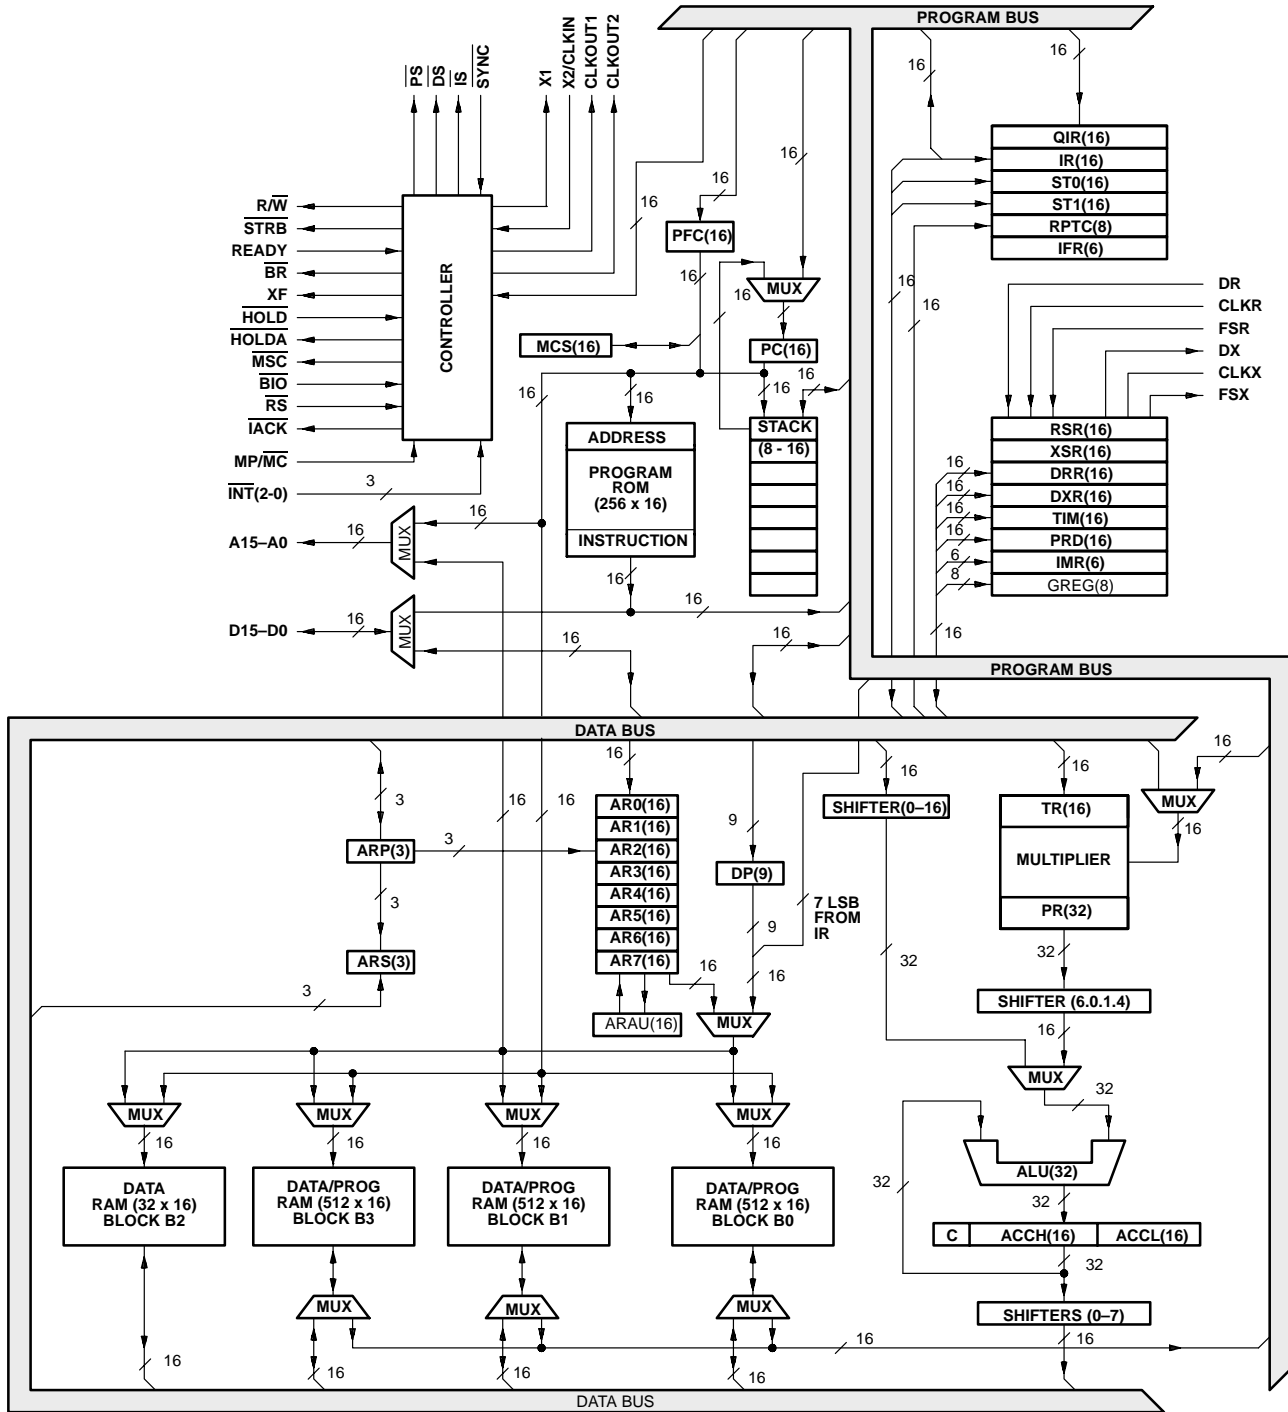 PROGRAM BUS
PS
DS
IS
SYNC
X1
X2/CLKIN
CLKOUT1
CLKOUT2
16
16
16
16
16
QIR(16)
IR(16)
ST0(16)
ST1(16)
RPTC(8)
IFR(6)
R/W
STRB
READY
BR
XF
HOLD
HOLDA
MSC
BIO
RS
IACK
MP/MC
INT(2-0)
3
CONTROLLER
16
PFC(16)
16
16
MUX
MCS(16)
PC(16)
16
16
16
16
16
16
DR
CLKR
FSR
DX
CLKX
FSX
ADDRESS
PROGRAM
ROM
(256 x 16)
INSTRUCTION
STACK
(8 - 16)
RSR(16)
XSR(16)
DRR(16)
DXR(16)
TIM(16)
PRD(16)
IMR(6)
GREG(8)
16
16
16
16
6
8
A15–A0
16
MUX
16
16
D15–D0
16
MUX
16
16
16
16
PROGRAM BUS
DATA BUS
16
16
16
3
16
16
16
16
AR0(16)
AR1(16)
AR2(16)
AR3(16)
AR4(16)
AR5(16)
AR6(16)
AR7(16)
SHIFTER(0–16)
TR(16)
MULTIPLIER
PR(32)
MUX
16
ARP(3)
3
9
DP(9)
3
7 LSB
FROM
IR
9
ARS(3)
32
32
3
16
16
ARAU(16)
MUX
SHIFTER (6.0.1.4)
16
MUX
32
MUX
MUX
MUX
MUX
16
16
16
16
DATA
RAM (32 x 16)
BLOCK B2
DATA/PROG
RAM (512 x 16)
BLOCK B3
DATA/PROG
RAM (512 x 16)
BLOCK B1
DATA/PROG
RAM (512 x 16)
BLOCK B0
ALU(32)
32
32
C
ACCH(16)
ACCL(16)
32
MUX
MUX
MUX
SHIFTERS (0–7)
16
16
16
16
16
16
DATA BUS